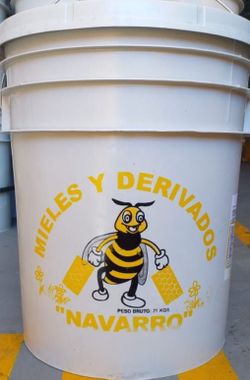 MIELES Y DERIVADOS
PESO BRUTO: 21 KGS
"NAVARRO"